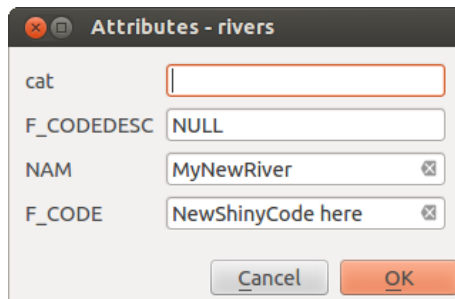 Attributes - rivers
cat
F_CODEDESC NULL
NAM MyNewRiver
F_CODE NewShinyCode here
Cancel OK